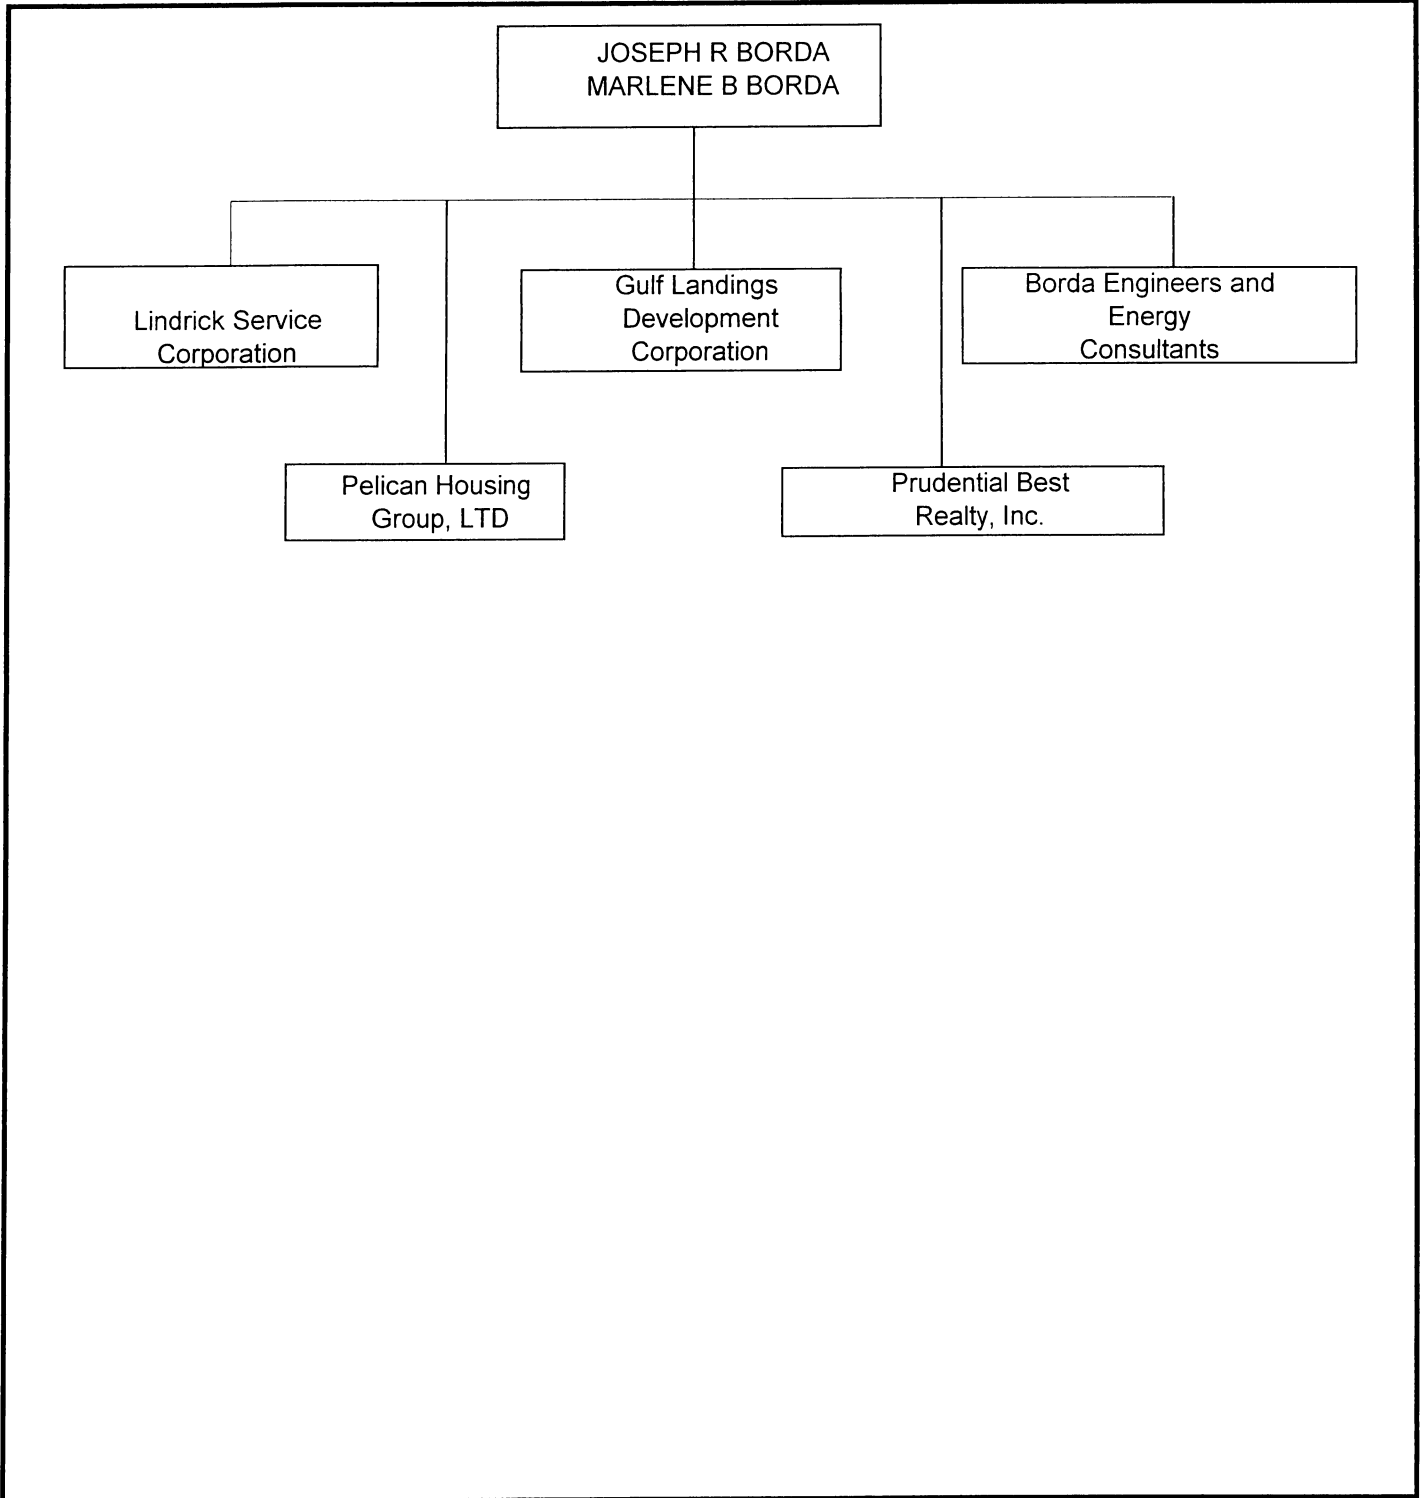 JOSEPH R BORDA
MARLENE B BORDA
Lindrick Service
Corporation
Gulf Landings
Development
Corporation
Borda Engineers and
Energy
Consultants
Pelican Housing
Group, LTD
Prudential Best
Realty, Inc.